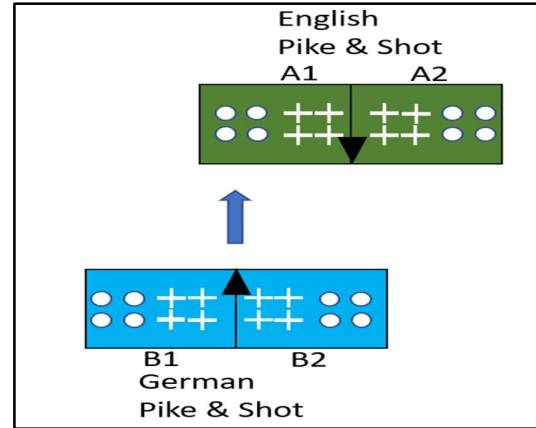 English
Pike & Shot
A1 A2
B1 B2
German
Pike & Shot